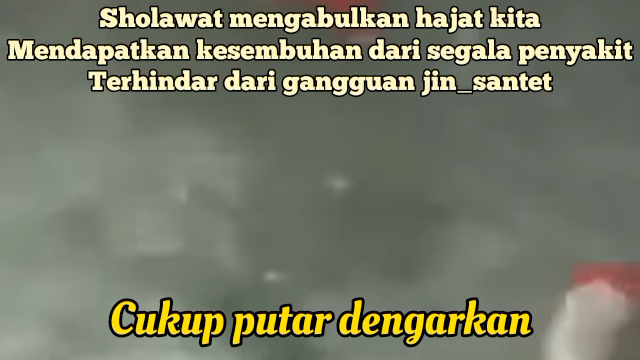 Sholawat mengabulkan hajat kita
Mendapatkan kesembuhan dari segala penyakit
Terhindar dari gangguan jin_santet
Cukup putar dengarkan